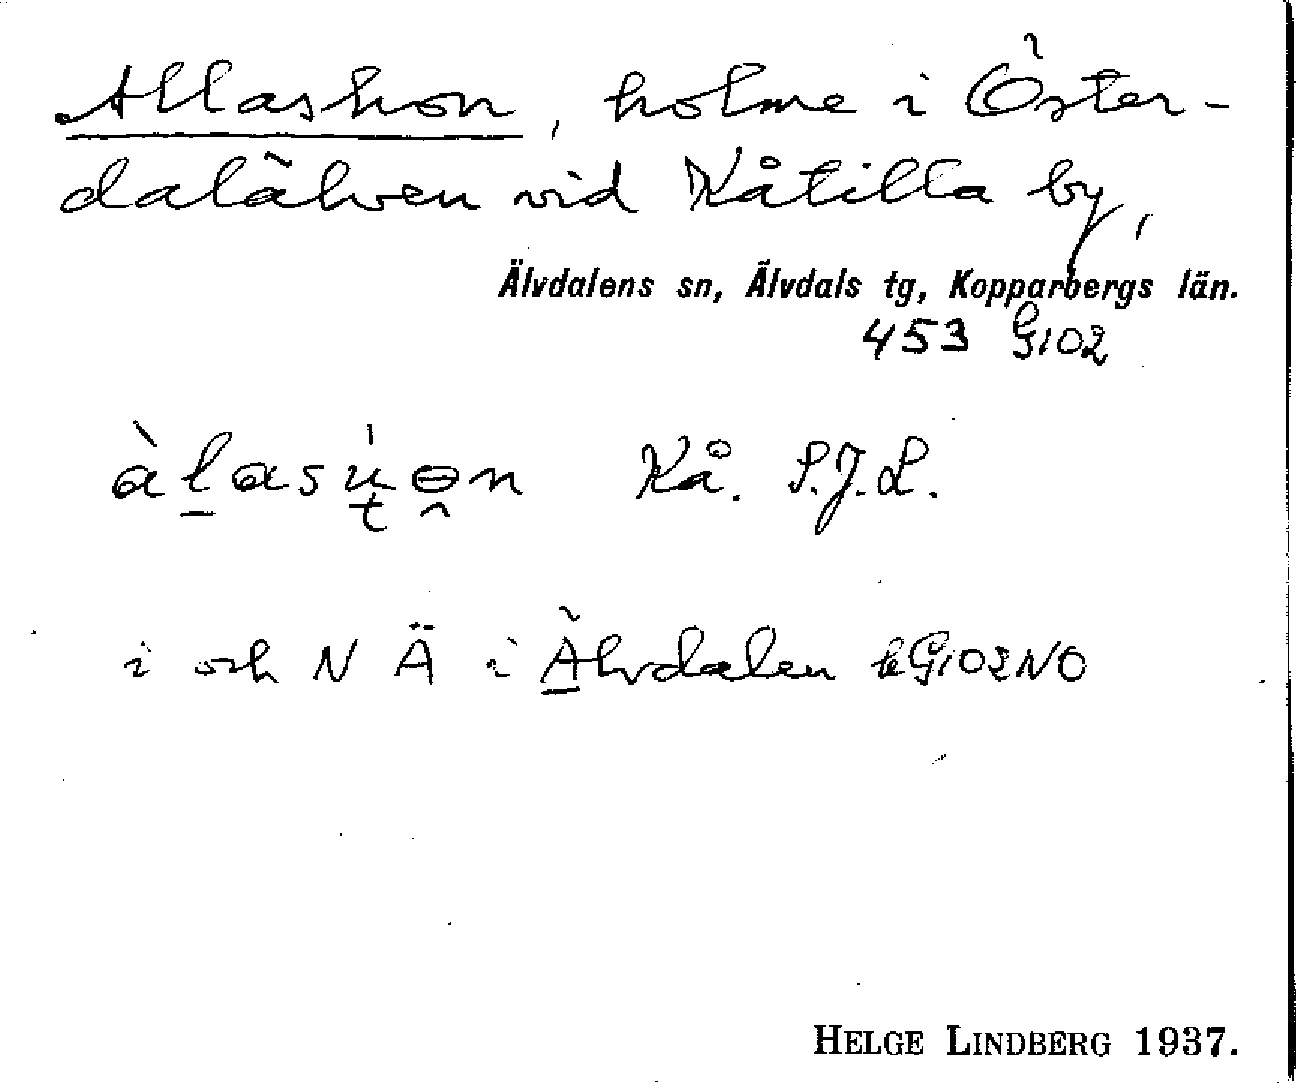 Allashon, holme i Öster-
dalälven vid Kåtilla by,
Älvdalens sn, Älvdals tg, Kopparbergs län.
453 G102
Kå. S.J.L.
i och N Ä i Älvdalen bG102NO
HELGE LINDBERG 1937.